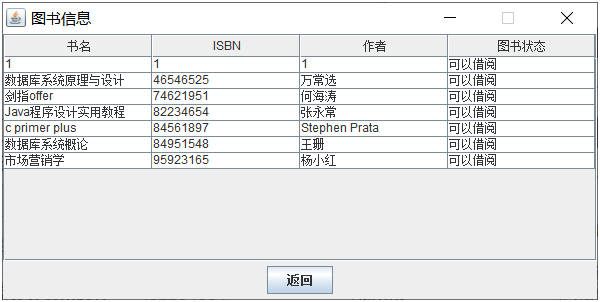 图书信息
书名 ISBN 作者 图书状态
1 1 1 可以借阅
数据库系统原理与设计 46546525 万常选 可以借阅
剑指offer 74621951 何海涛 可以借阅
Java程序设计实用教程 82234654 张永常 可以借阅
c primer plus 84561897 Stephen Prata 可以借阅
数据库系统概论 84951548 王珊 可以借阅
市场营销学 95923165 杨小红 可以借阅
返回